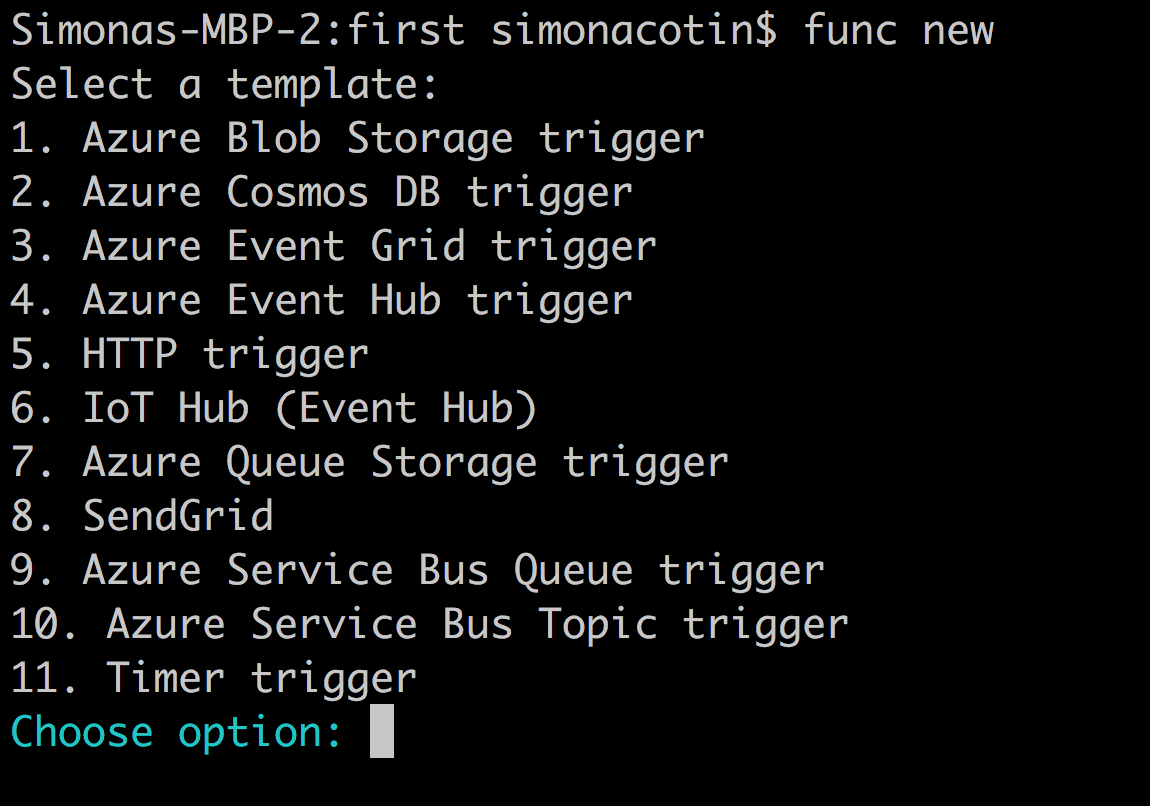 Simonas-MBP-2:first simonacotin$ func new
Select a template:
1. Azure Blob Storage trigger
2. Azure Cosmos DB trigger
3. Azure Event Grid trigger
4. Azure Event Hub trigger
5. HTTP trigger
6. IoT Hub (Event Hub)
7. Azure Queue Storage trigger
8. SendGrid
9. Azure Service Bus Queue trigger
10. Azure Service Bus Topic trigger
11. Timer trigger
Choose option: